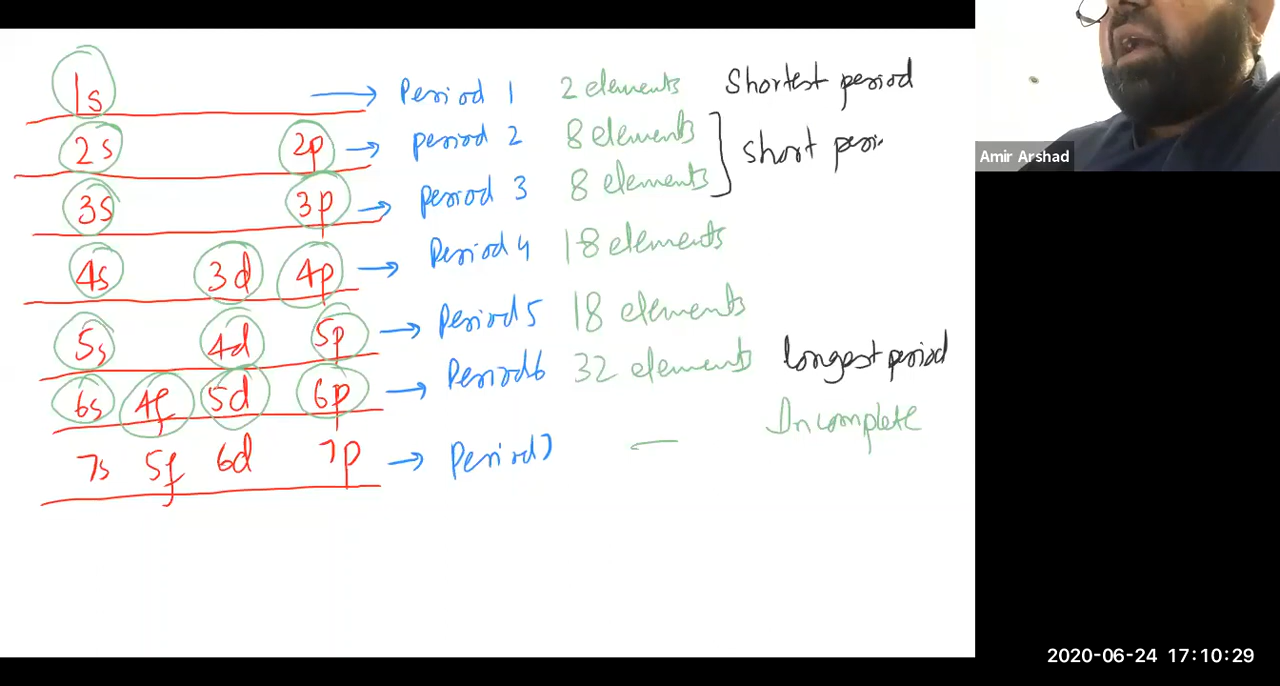 1s → Period 1 2 elements Shortest period
2s 2p → period 2 8 elements
short peri
3s 3p → period 3 8 elements
4s 3d 4p → Period 4 18 elements
5s 4d 5p → Period 5 18 elements
6s 4f 5d 6p → Period 6 32 elements longest period
Incomplete
7s 5f 6d 7p → Period 7 —
Amir Arshad
2020-06-24 17:10:29